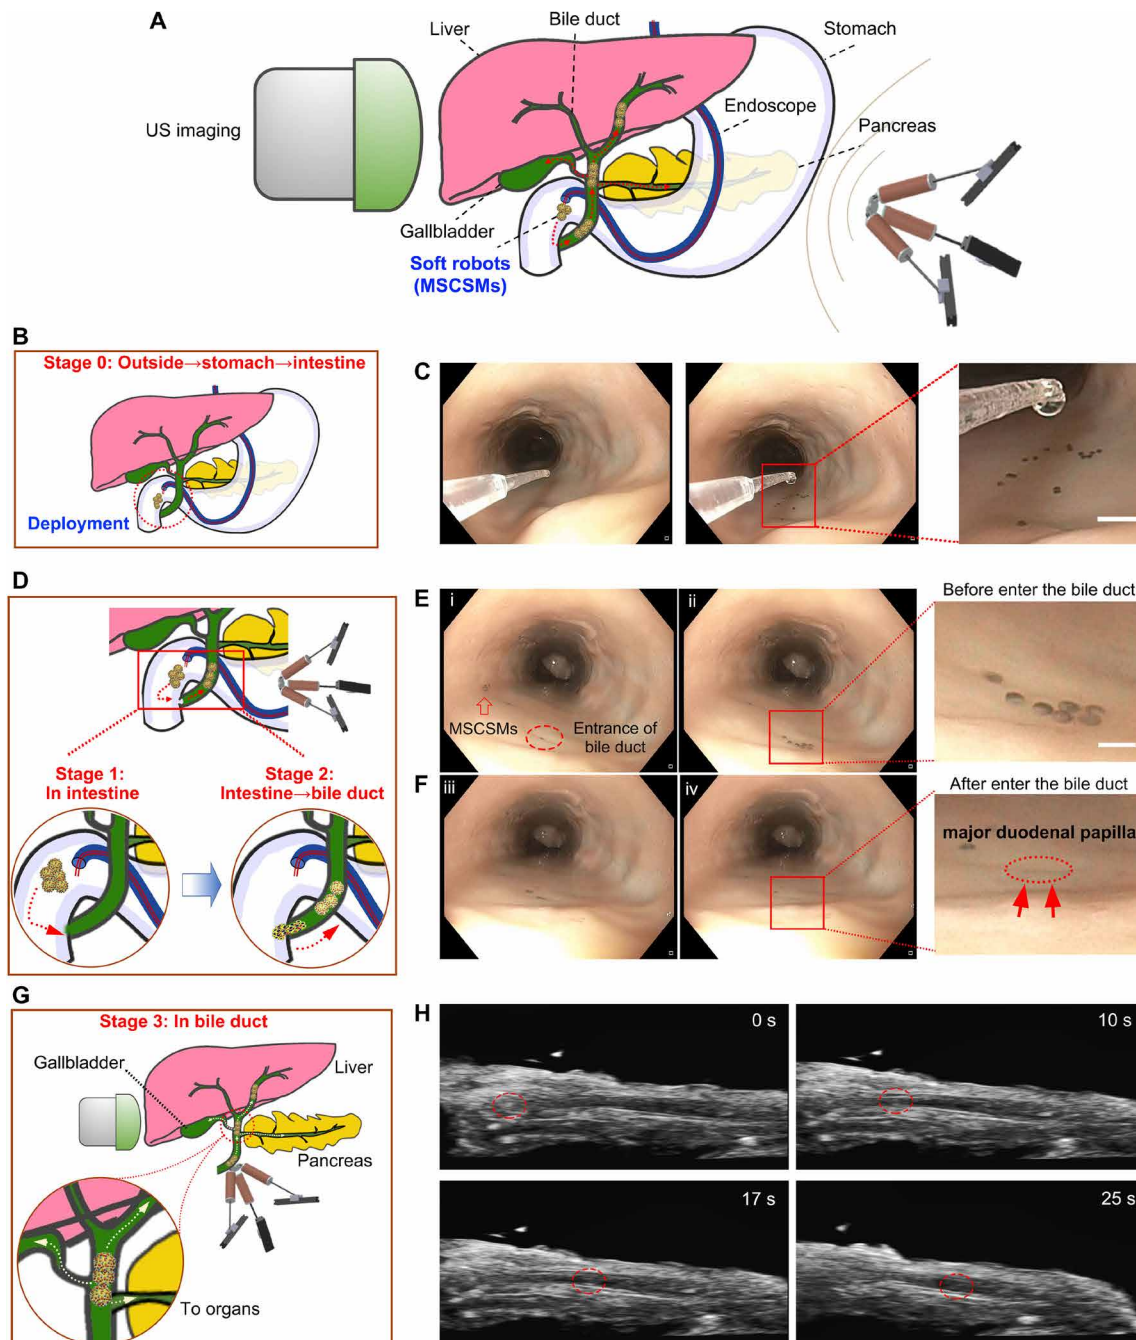 A
Bile duct
Liver
Stomach
US imaging
Endoscope
Pancreas
Gallbladder
Soft robots
(MSCSMs)
B
Stage 0: Outside→stomach→intestine
Deployment
C
D
Stage 1:
In intestine
Stage 2:
Intestine→bile duct
E
i
MSCSMs
Entrance of
bile duct
ii
Before enter the bile duct
F
iii
iv
After enter the bile duct
major duodenal papilla
G
Stage 3: In bile duct
Gallbladder
Liver
Pancreas
To organs
H
0 s
10 s
17 s
25 s